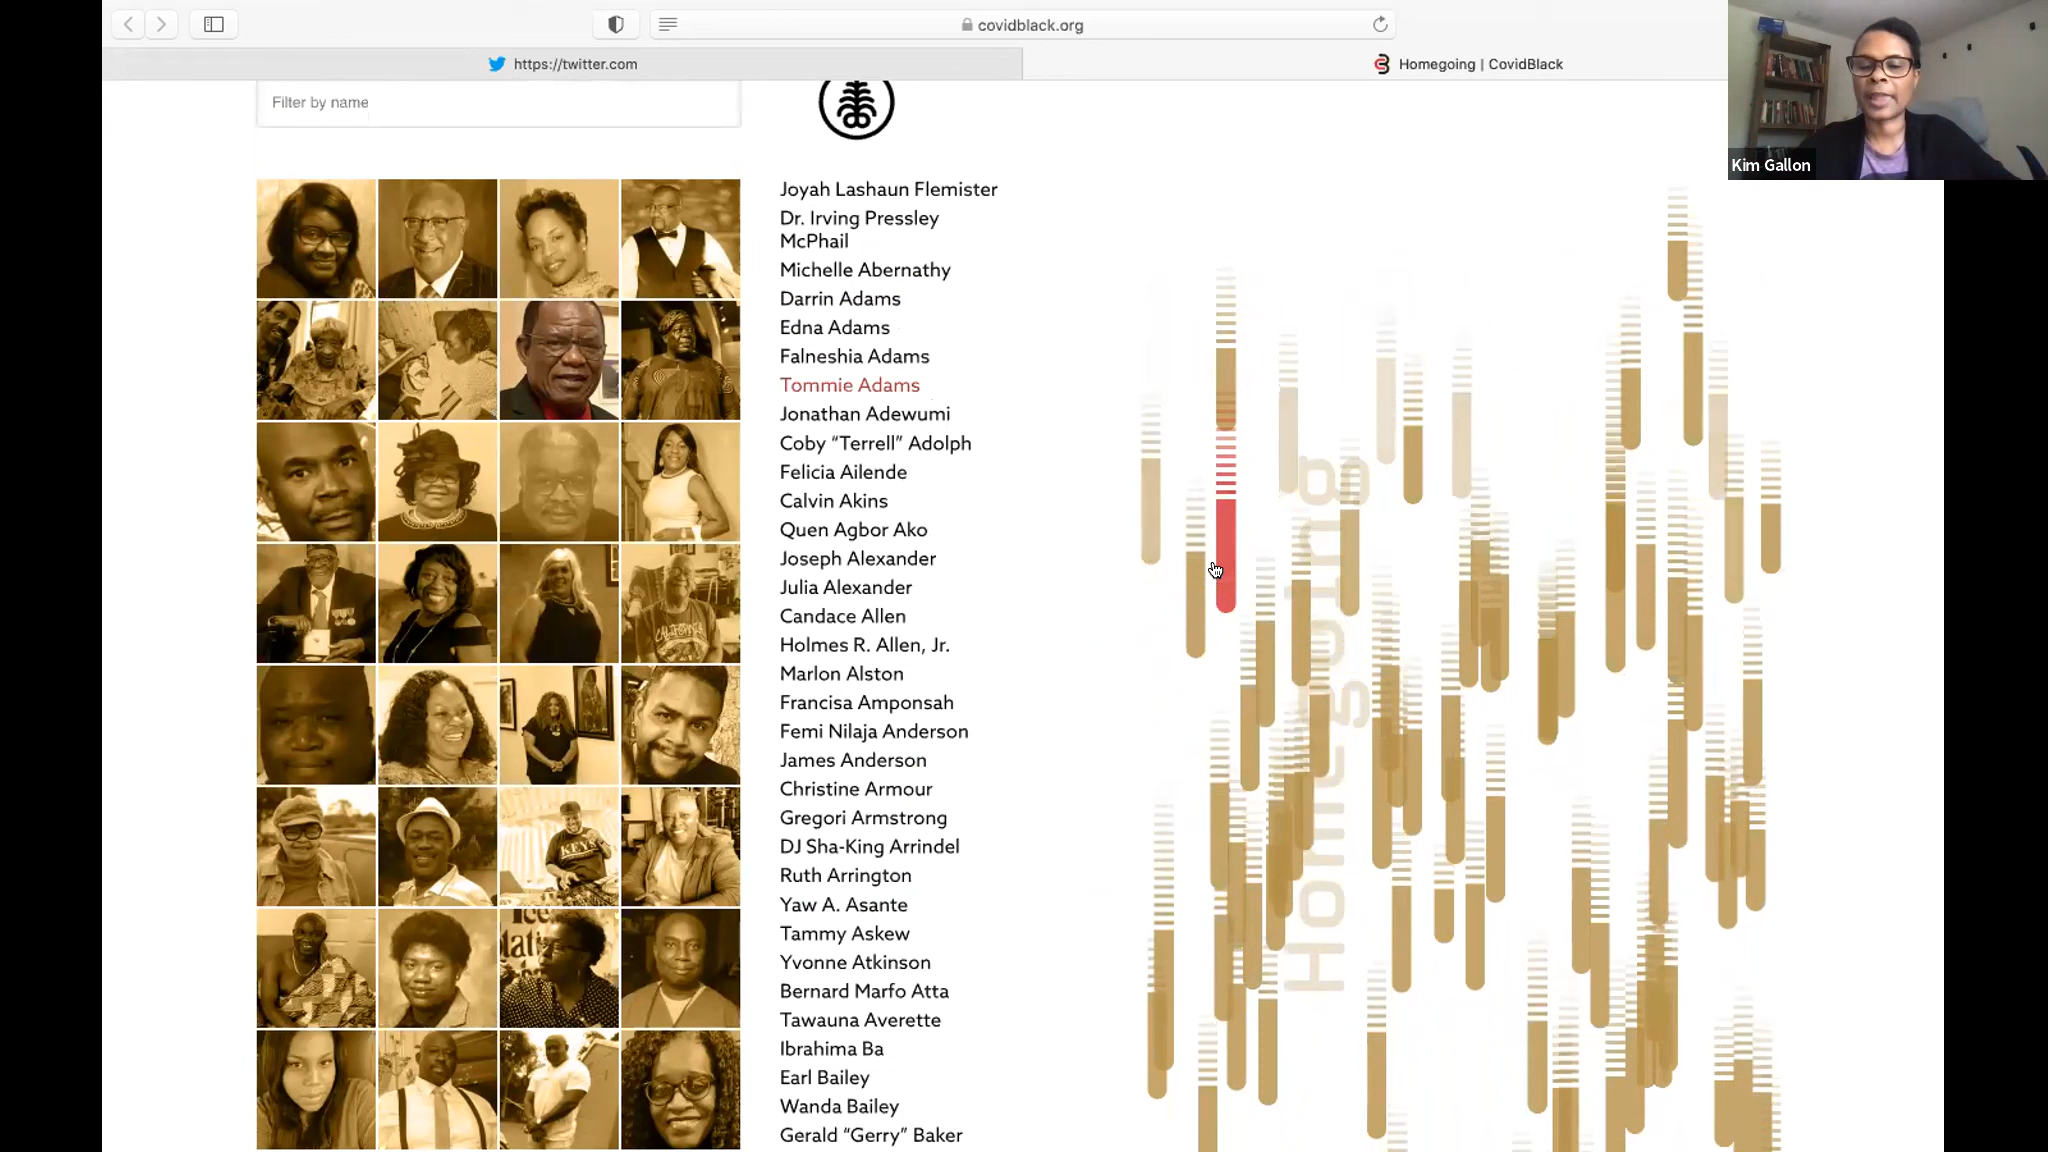 covidblack.org
https://twitter.com
Homegoing | CovidBlack
Kim Gallon
Filter by name
Joyah Lashaun Flemister
Dr. Irving Pressley
McPhail
Michelle Abernathy
Darrin Adams
Edna Adams
Falneshia Adams
Tommie Adams
Jonathan Adewumi
Coby “Terrell” Adolph
Felicia Ailende
Calvin Akins
Quen Agbor Ako
Joseph Alexander
Julia Alexander
Candace Allen
Holmes R. Allen, Jr.
Marlon Alston
Francisa Amponsah
Femi Nilaja Anderson
James Anderson
Christine Armour
Gregori Armstrong
DJ Sha-King Arrindel
Ruth Arrington
Yaw A. Asante
Tammy Askew
Yvonne Atkinson
Bernard Marfo Atta
Tawauna Averette
Ibrahima Ba
Earl Bailey
Wanda Bailey
Gerald “Gerry” Baker
Homegoing
CALIFORNIA
KEYS